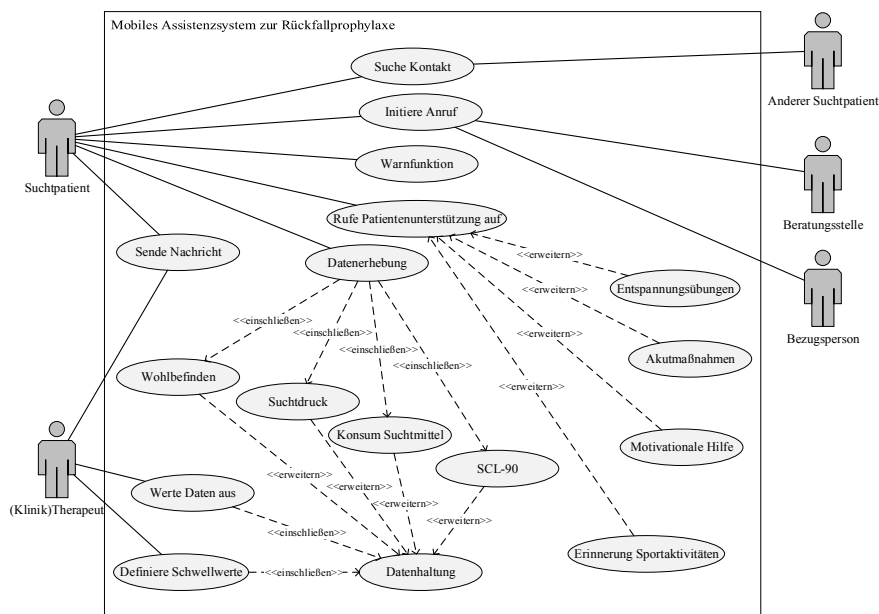 Mobiles Assistenzsystem zur Rückfallprophylaxe
Suche Kontakt
Anderer Suchtpatient
Initiere Anruf
Warnfunktion
Suchtpatient
Beratungsstelle
Rufe Patientenunterstützung auf
Sende Nachricht
Datenerhebung
<<erweitern>>
Entspannungsübungen
<<erweitern>>
<<einschließen>>
<<einschließen>>
<<erweitern>>
Bezugsperson
<<einschließen>>
Akutmaßnahmen
<<einschließen>>
Wohlbefinden
<<erweitern>>
<<erweitern>>
Suchtdruck
Konsum Suchtmittel
Motivationale Hilfe
SCL-90
<<erweitern>>
<<erweitern>>
Werte Daten aus
(Klinik)Therapeut
<<erweitern>>
<<einschließen>>
Erinnerung Sportaktivitäten
Definiere Schwellwerte
<<einschließen>>
Datenhaltung